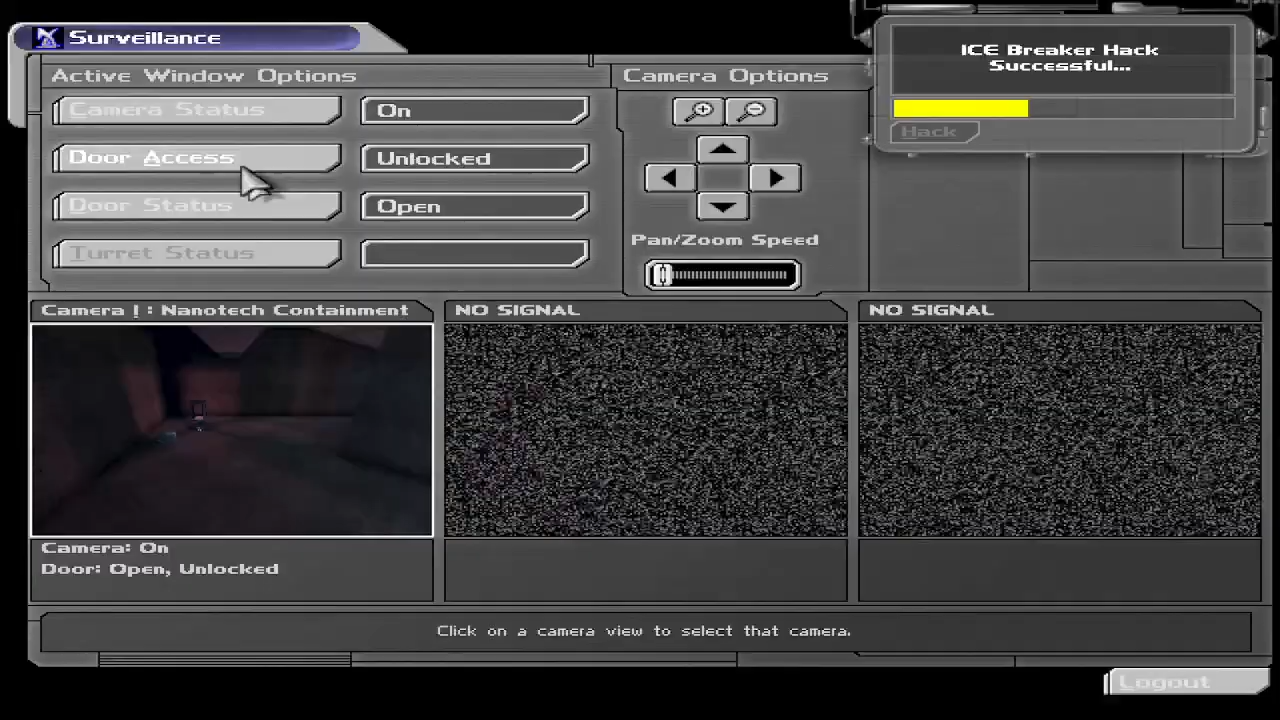 Surveillance
ICE Breaker Hack
Successful...
Hack
Active Window Options
Camera Status
On
Door Access
Unlocked
Door Status
Open
Turret Status
Camera Options
Pan/Zoom Speed
Camera 1 : Nanotech Containment
NO SIGNAL
NO SIGNAL
Camera: On
Door: Open, Unlocked
Click on a camera view to select that camera.
Logout